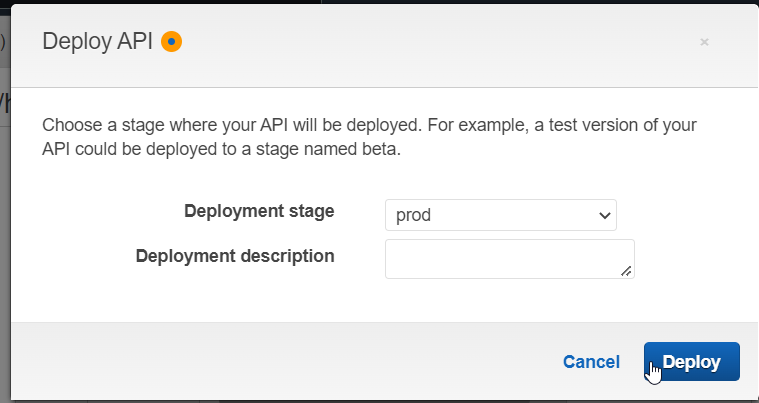 Deploy API
×
Choose a stage where your API will be deployed. For example, a test version of your
API could be deployed to a stage named beta.
Deployment stage
prod
Deployment description
Cancel
Deploy